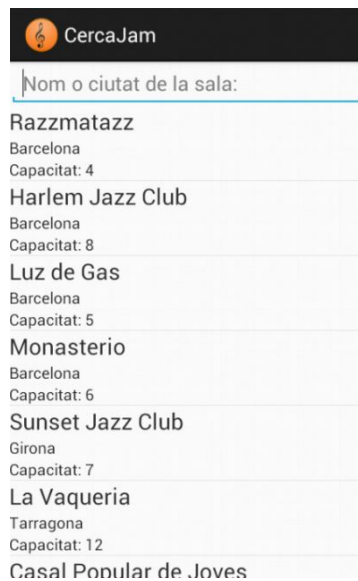 CercaJam
Nom o ciutat de la sala:
Razzmatazz
Barcelona
Capacitat: 4
Harlem Jazz Club
Barcelona
Capacitat: 8
Luz de Gas
Barcelona
Capacitat: 5
Monasterio
Barcelona
Capacitat: 6
Sunset Jazz Club
Girona
Capacitat: 7
La Vaqueria
Tarragona
Capacitat: 12
Casal Popular de Joves